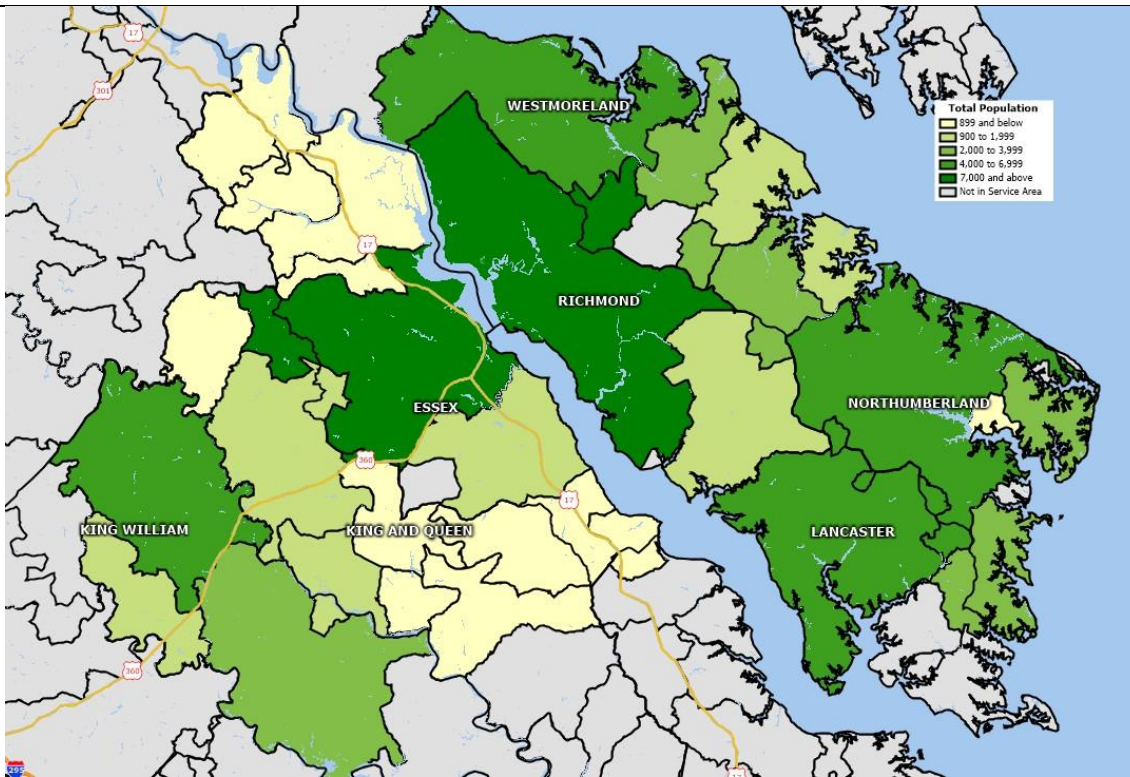 17
301
WESTMORELAND
Total Population
899 and below
900 to 1,999
2,000 to 3,999
4,000 to 6,999
7,000 and above
Not in Service Area
17
RICHMOND
ESSEX
NORTHUMBERLAND
360
17
KING WILLIAM
KING AND QUEEN
LANCASTER
360
295
17